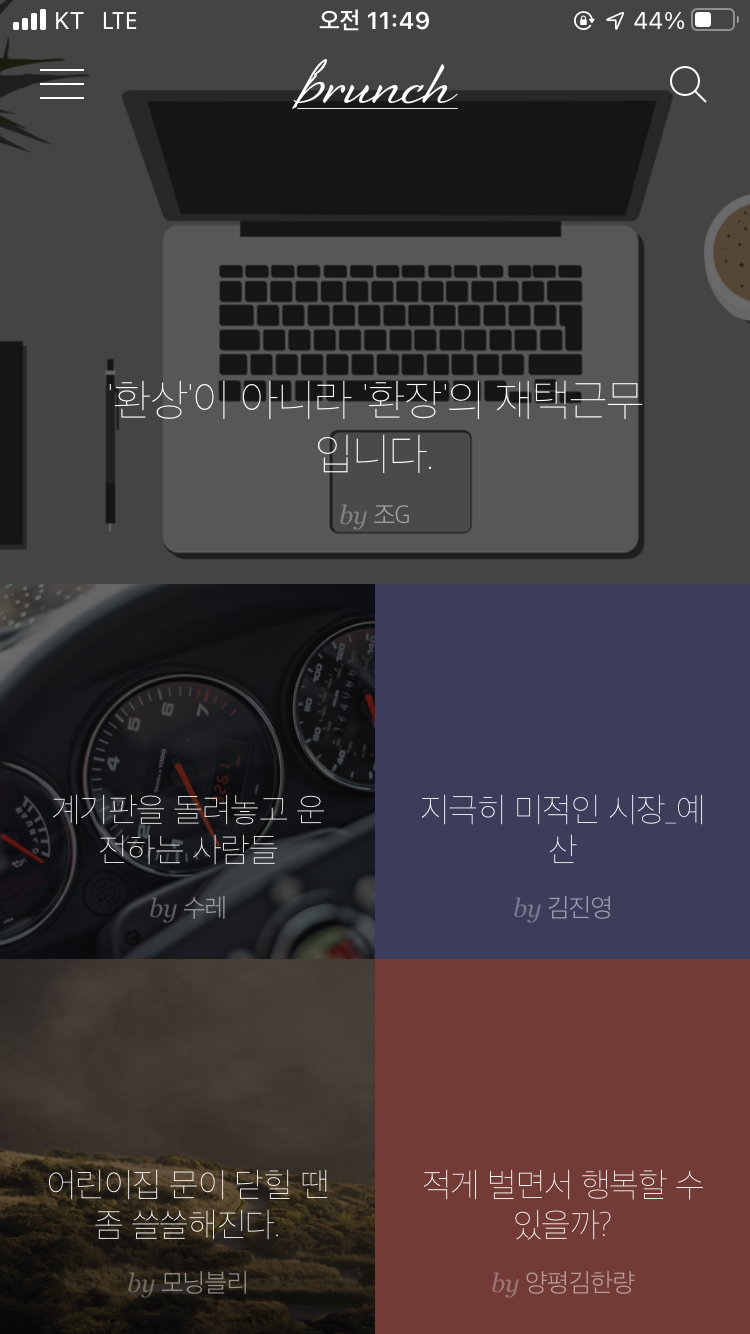 KT LTE 오전 11:49 44%
brunch
'환상'이 아니라 '환장'의 재택근무
입니다.
by 조G
계기판을 돌려놓고 운
전하는 사람들
by 수레
지극히 미적인 시장_예
산
by 김진영
어린이집 문이 닫힐 땐
좀 쓸쓸해진다.
by 모닝블리
적게 벌면서 행복할 수
있을까?
by 양평김한량